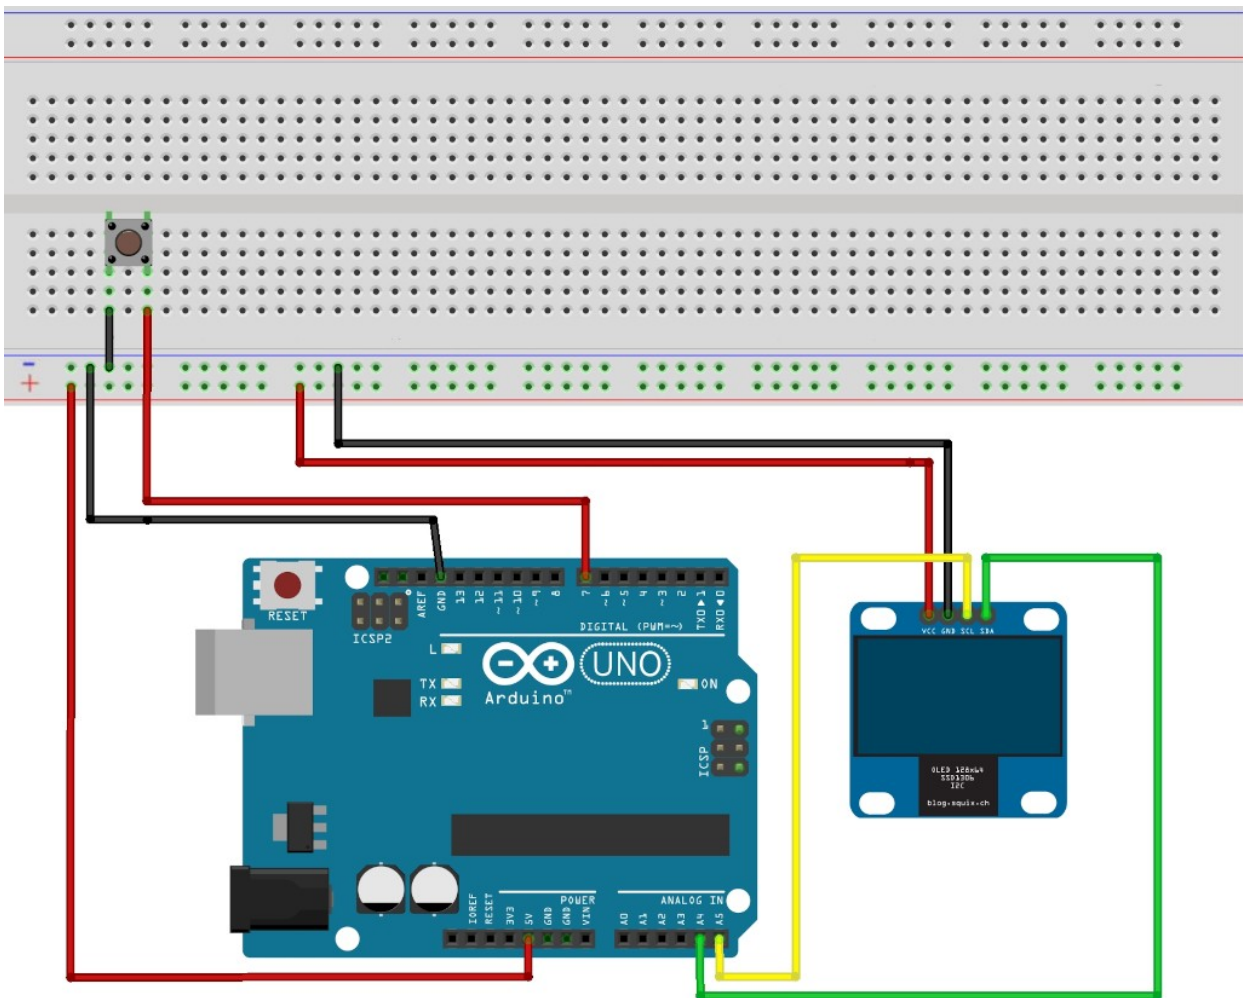 -
+
RESET
ICSP2
AREF
GND
13
12
~11
~10
~9
8
7
~6
~5
4
~3
2
TX0 ▶ 1
RX0 ◀ 0
DIGITAL (PWM=~)
L
TX
RX
Arduino™
UNO
ON
1
ICSP
IOREF
RESET
3V3
5V
GND
GND
VIN
POWER
ANALOG IN
A0
A1
A2
A3
A4
A5
VCC GND SCL SDA
OLED 128x64
SSD1306
I2C
blog.squix.ch